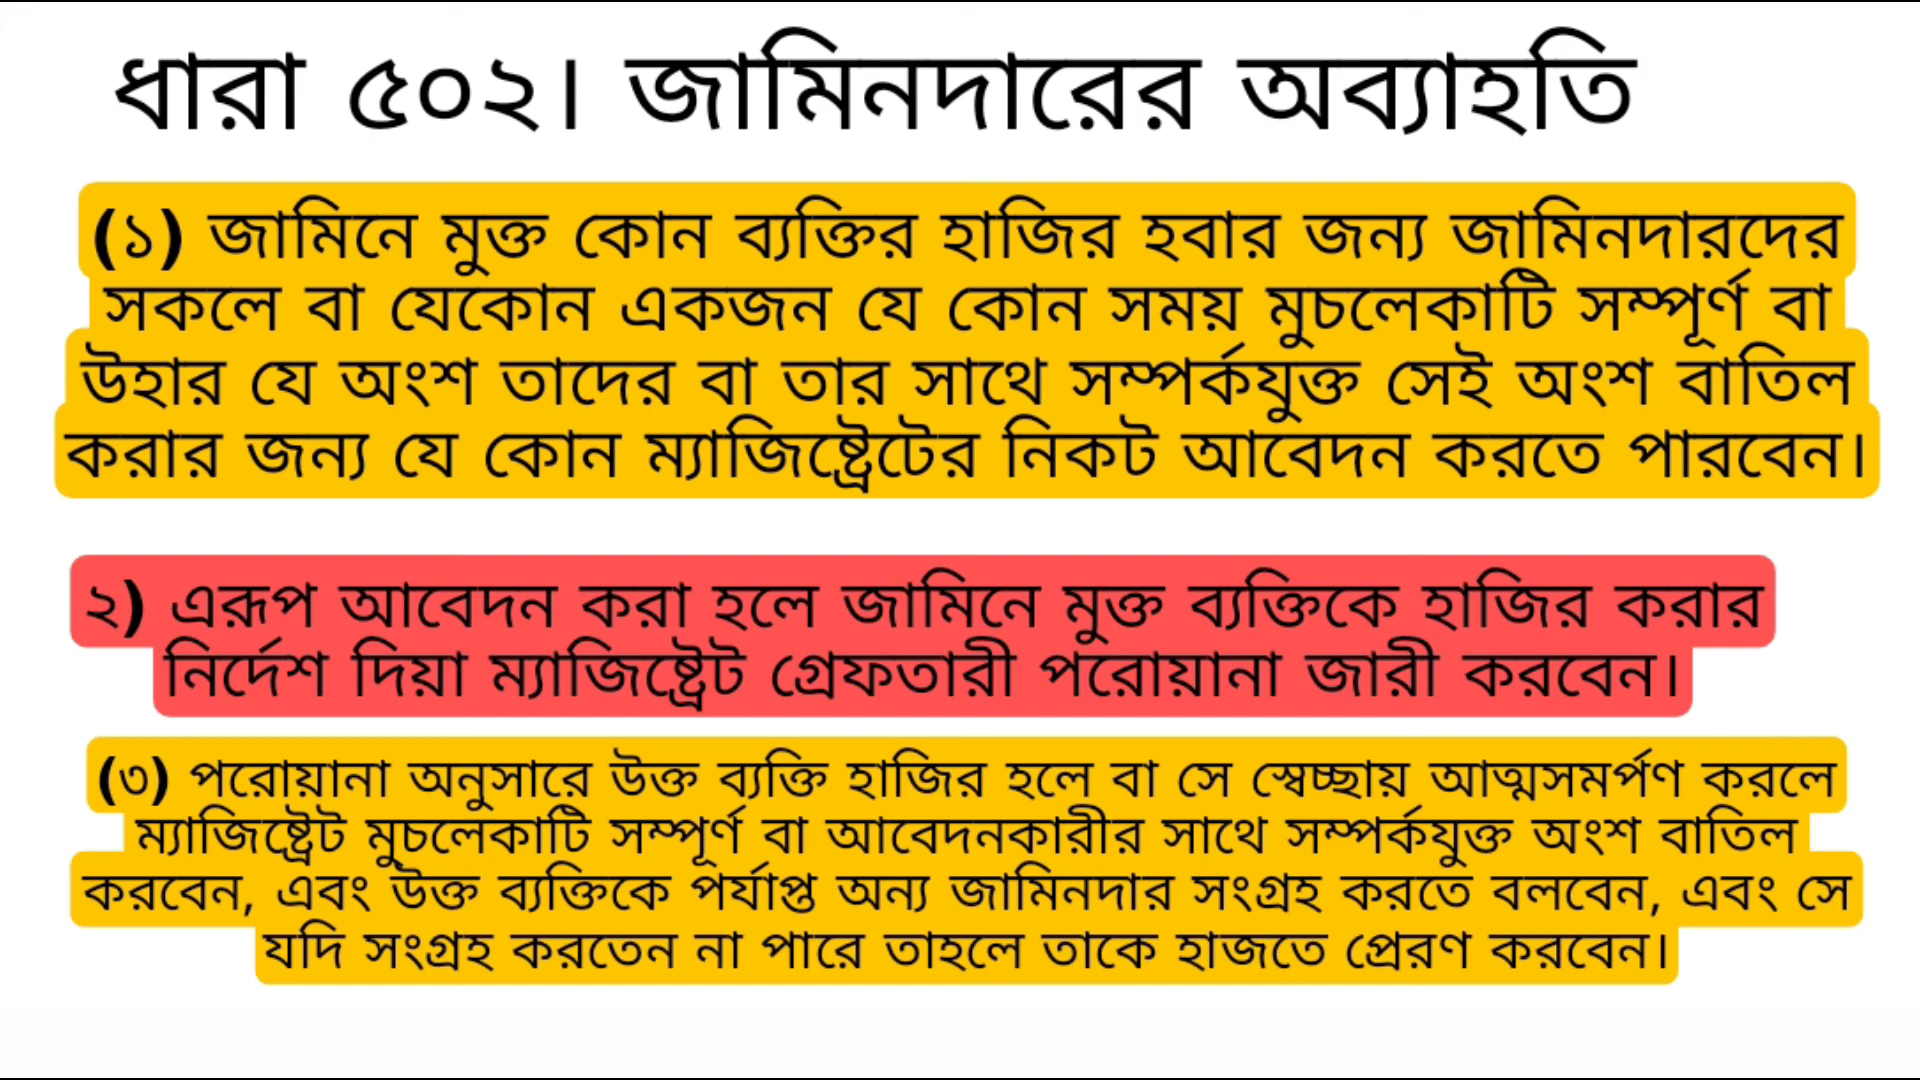 ধারা ৫০২। জামিনদারের অব্যাহতি
(১) জামিনে মুক্ত কোন ব্যক্তির হাজির হবার জন্য জামিনদারদের
সকলে বা যেকোন একজন যে কোন সময় মুচলেকাটি সম্পূর্ণ বা
উহার যে অংশ তাদের বা তার সাথে সম্পর্কযুক্ত সেই অংশ বাতিল
করার জন্য যে কোন ম্যাজিষ্ট্রেটের নিকট আবেদন করতে পারবেন।
২) এরূপ আবেদন করা হলে জামিনে মুক্ত ব্যক্তিকে হাজির করার
নির্দেশ দিয়া ম্যাজিষ্ট্রেট গ্রেফতারী পরোয়ানা জারী করবেন।
(৩) পরোয়ানা অনুসারে উক্ত ব্যক্তি হাজির হলে বা সে স্বেচ্ছায় আত্মসমর্পণ করলে
ম্যাজিষ্ট্রেট মুচলেকাটি সম্পূর্ণ বা আবেদনকারীর সাথে সম্পর্কযুক্ত অংশ বাতিল
করবেন, এবং উক্ত ব্যক্তিকে পর্যাপ্ত অন্য জামিনদার সংগ্রহ করতে বলবেন, এবং সে
যদি সংগ্রহ করতেন না পারে তাহলে তাকে হাজতে প্রেরণ করবেন।